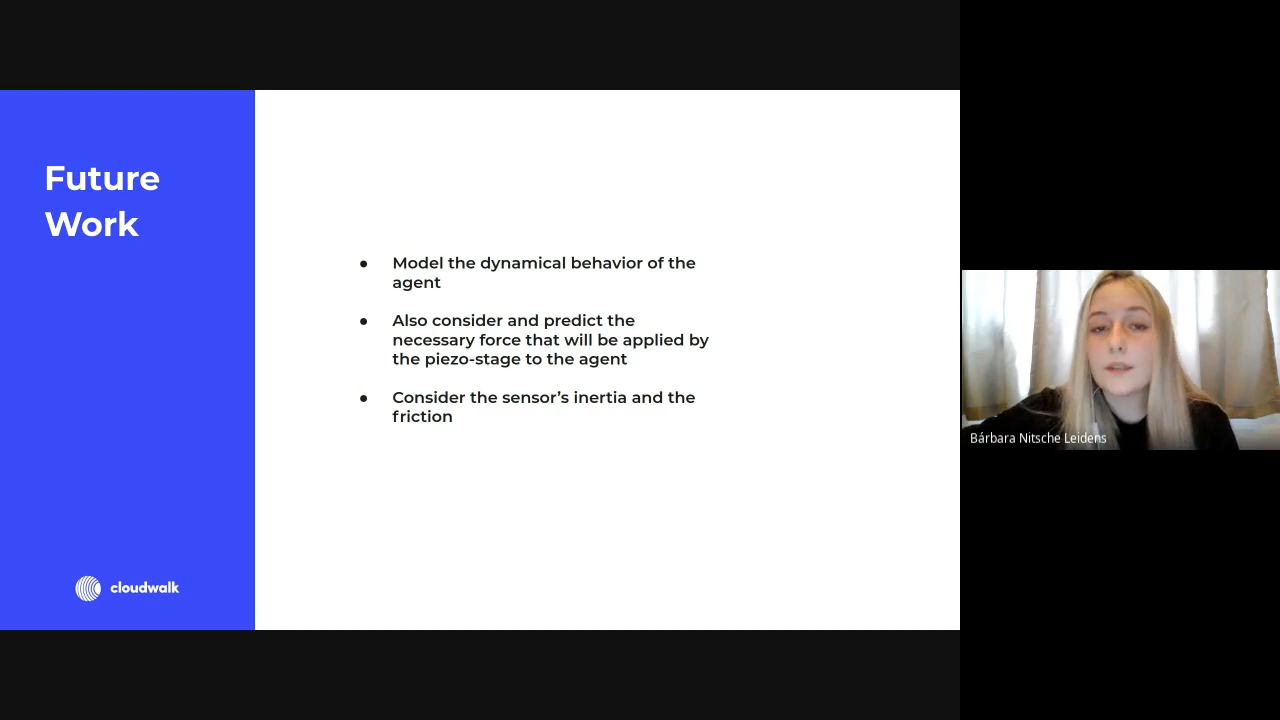 Future
Work
● Model the dynamical behavior of the
agent
● Also consider and predict the
necessary force that will be applied by
the piezo-stage to the agent
● Consider the sensor’s inertia and the
friction
cloudwalk
Bárbara Nitsche Leidens